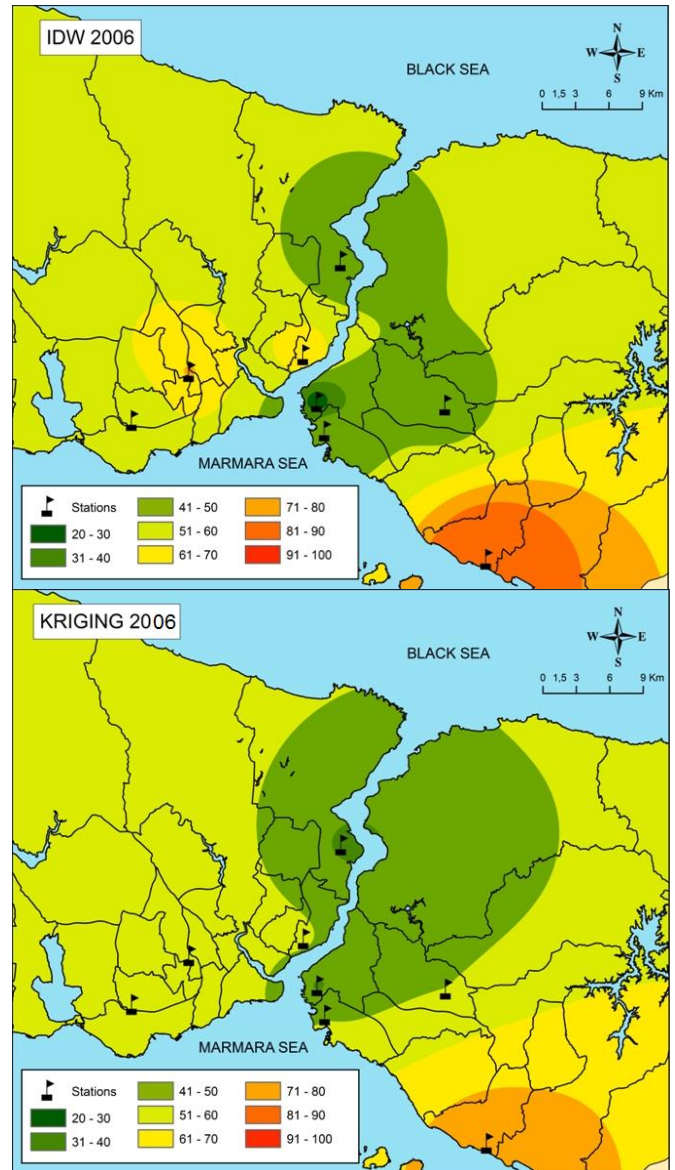 IDW 2006
BLACK SEA
N
W E
S
0 1,5 3 6 9 Km
MARMARA SEA
Stations
20 - 30
31 - 40
41 - 50
51 - 60
61 - 70
71 - 80
81 - 90
91 - 100
KRIGING 2006
BLACK SEA
N
W E
S
0 1,5 3 6 9 Km
MARMARA SEA
Stations
20 - 30
31 - 40
41 - 50
51 - 60
61 - 70
71 - 80
81 - 90
91 - 100